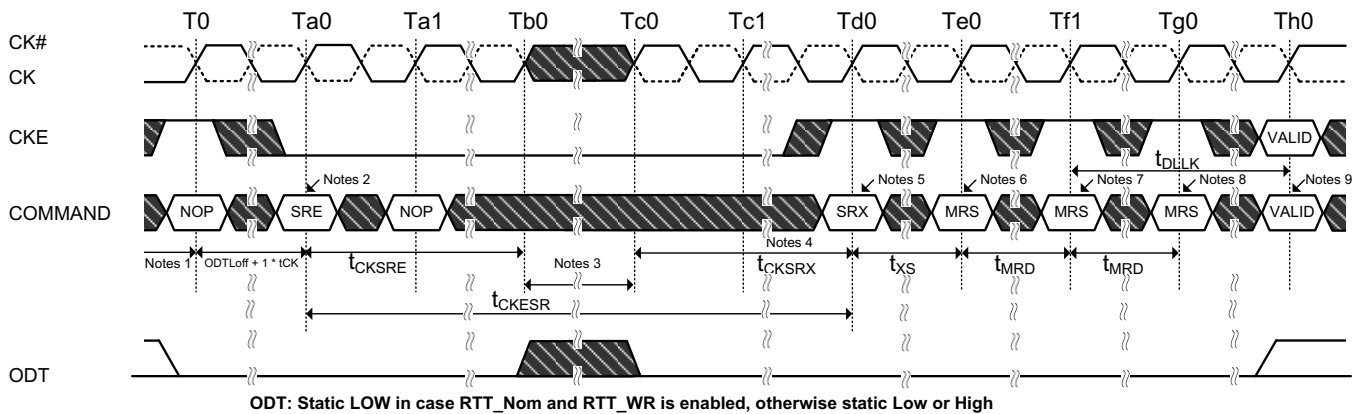 T0 Ta0 Ta1 Tb0 Tc0 Tc1 Td0 Te0 Tf1 Tg0 Th0
CK#
CK
CKE
VALID
tDLLK
Notes 2 Notes 5 Notes 6 Notes 7 Notes 8 Notes 9
COMMAND NOP SRE NOP SRX MRS MRS MRS VALID
Notes 1 ODTLoff + 1 * tCK tCKSRE Notes 3 Notes 4 tCKSRX tXS tMRD tMRD
tCKESR
ODT
ODT: Static LOW in case RTT_Nom and RTT_WR is enabled, otherwise static Low or High